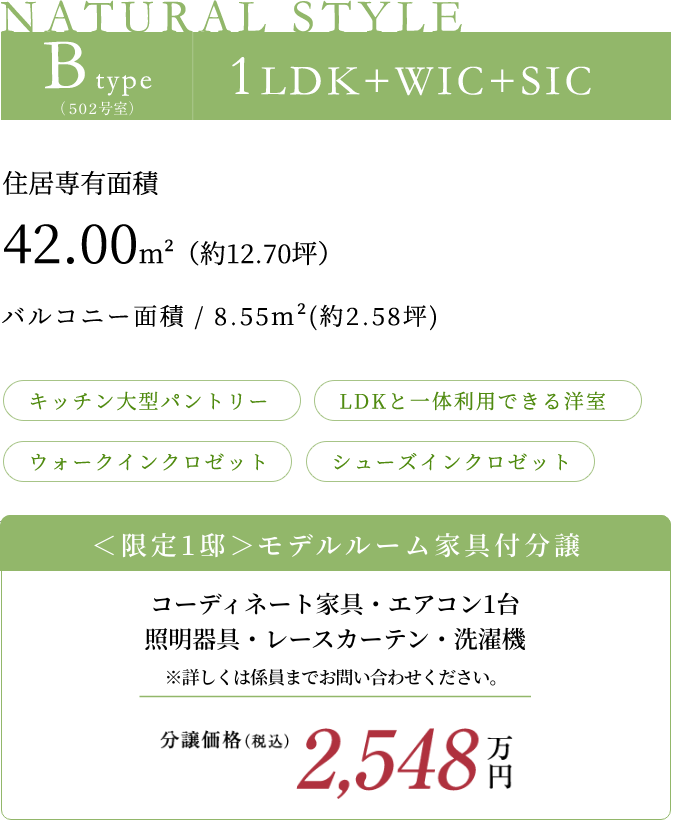 NATURAL STYLE
B type
（502号室）
1LDK+WIC+SIC
住居専有面積
42.00m²（約12.70坪）
バルコニー面積 / 8.55m²(約2.58坪)
キッチン大型パントリー
LDKと一体利用できる洋室
ウォークインクロゼット
シューズインクロゼット
＜限定1邸＞モデルルーム家具付分譲
コーディネート家具・エアコン1台
照明器具・レースカーテン・洗濯機
※詳しくは係員までお問い合わせください。
分譲価格(税込) 2,548万円